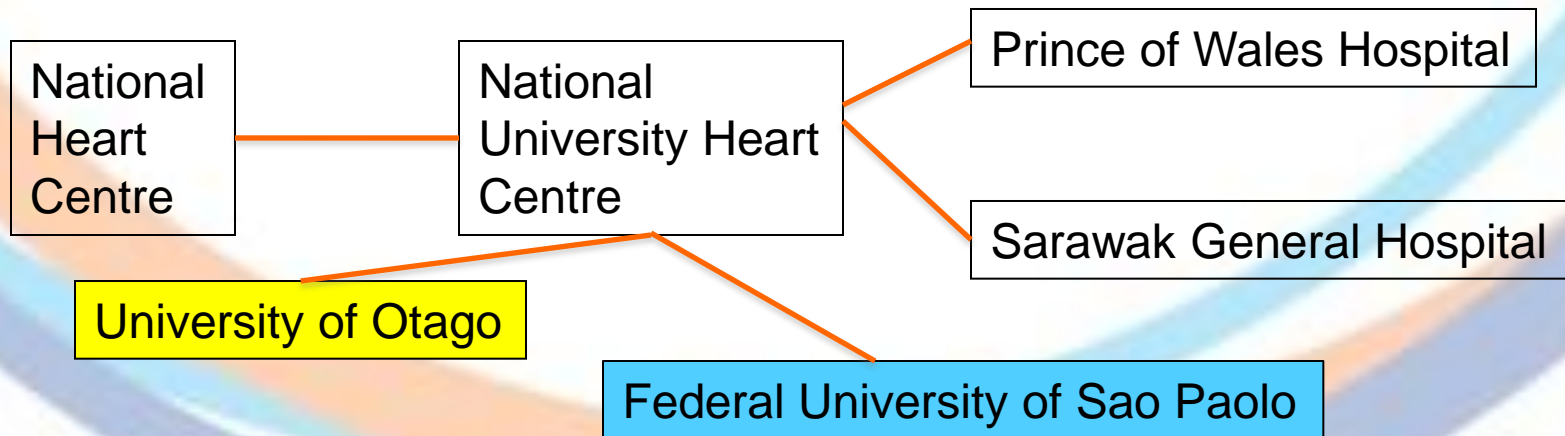 National
Heart
Centre
National
University Heart
Centre
Prince of Wales Hospital
Sarawak General Hospital
University of Otago
Federal University of Sao Paolo